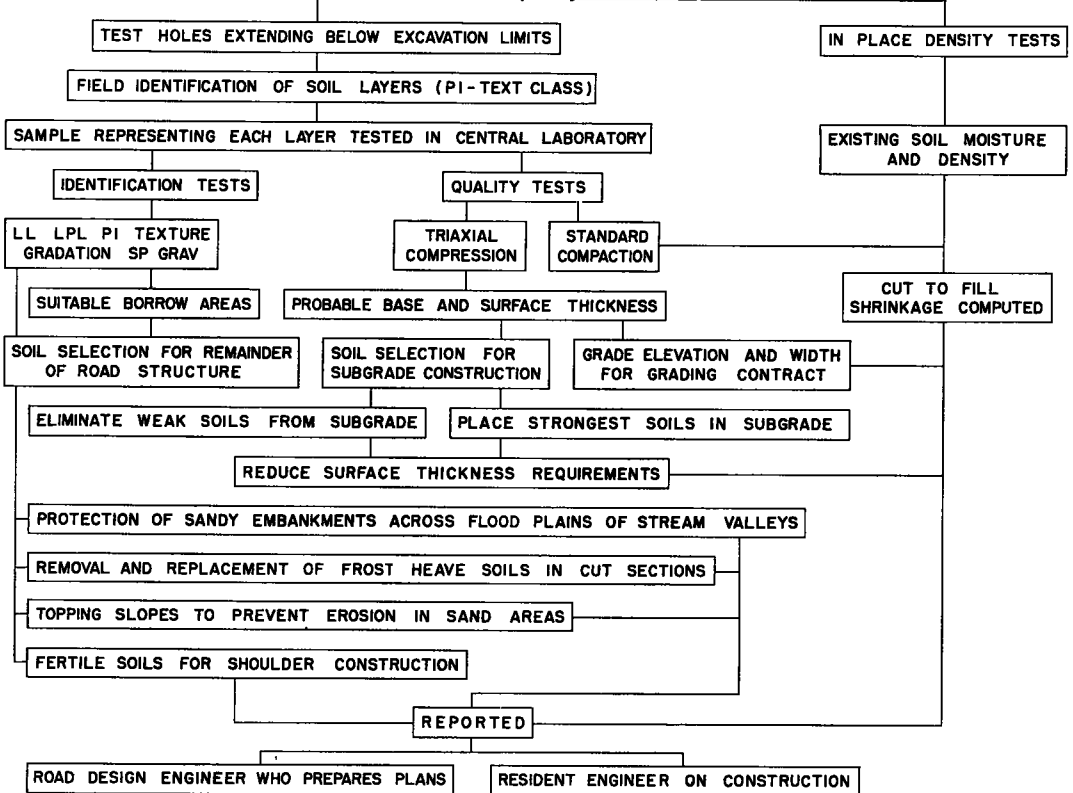 TEST HOLES EXTENDING BELOW EXCAVATION LIMITS
IN PLACE DENSITY TESTS
FIELD IDENTIFICATION OF SOIL LAYERS (PI-TEXT CLASS)
SAMPLE REPRESENTING EACH LAYER TESTED IN CENTRAL LABORATORY
EXISTING SOIL MOISTURE
AND DENSITY
IDENTIFICATION TESTS
QUALITY TESTS
LL LPL PI TEXTURE
GRADATION SP GRAV
TRIAXIAL
COMPRESSION
STANDARD
COMPACTION
SUITABLE BORROW AREAS
PROBABLE BASE AND SURFACE THICKNESS
CUT TO FILL
SHRINKAGE COMPUTED
SOIL SELECTION FOR REMAINDER
OF ROAD STRUCTURE
SOIL SELECTION FOR
SUBGRADE CONSTRUCTION
GRADE ELEVATION AND WIDTH
FOR GRADING CONTRACT
ELIMINATE WEAK SOILS FROM SUBGRADE
PLACE STRONGEST SOILS IN SUBGRADE
REDUCE SURFACE THICKNESS REQUIREMENTS
PROTECTION OF SANDY EMBANKMENTS ACROSS FLOOD PLAINS OF STREAM VALLEYS
REMOVAL AND REPLACEMENT OF FROST HEAVE SOILS IN CUT SECTIONS
TOPPING SLOPES TO PREVENT EROSION IN SAND AREAS
FERTILE SOILS FOR SHOULDER CONSTRUCTION
REPORTED
ROAD DESIGN ENGINEER WHO PREPARES PLANS
RESIDENT ENGINEER ON CONSTRUCTION